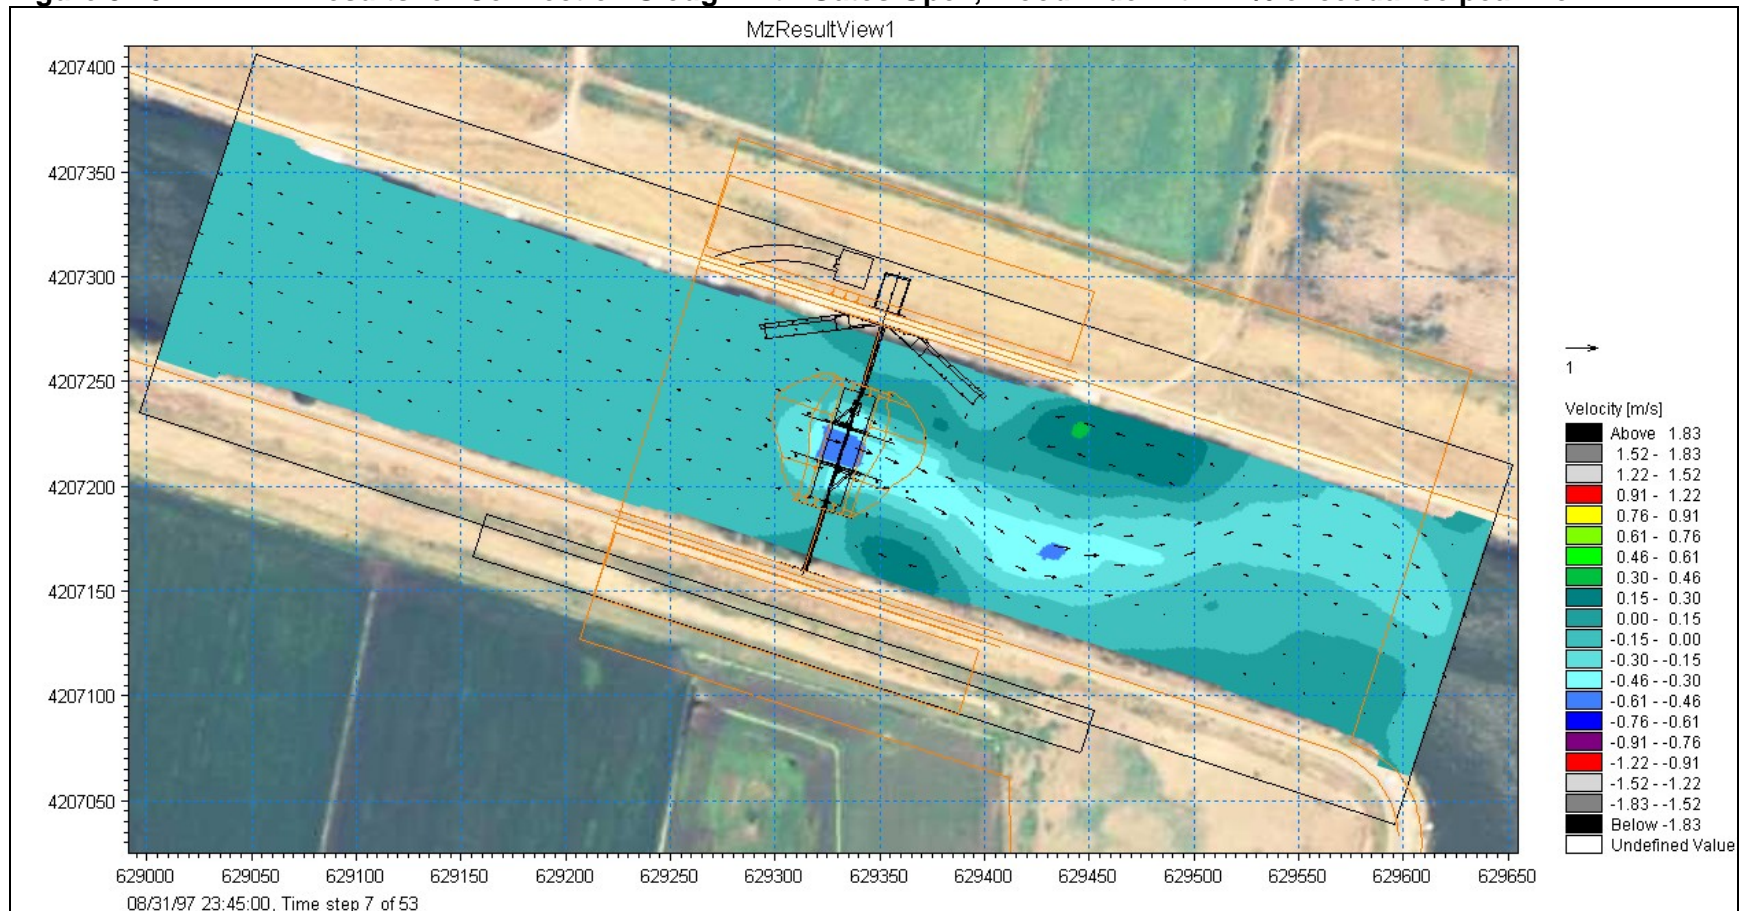 MzResultView1
4207400
4207350
4207300
4207250
4207200
4207150
4207100
4207050
629000 629050 629100 629150 629200 629250 629300 629350 629400 629450 629500 629550 629600 629650
08/31/97 23:45:00, Time step 7 of 53
1
Velocity [m/s]
Above 1.83
1.52 - 1.83
1.22 - 1.52
0.91 - 1.22
0.76 - 0.91
0.61 - 0.76
0.46 - 0.61
0.30 - 0.46
0.15 - 0.30
0.00 - 0.15
-0.15 - 0.00
-0.30 - -0.15
-0.46 - -0.30
-0.61 - -0.46
-0.76 - -0.61
-0.91 - -0.76
-1.22 - -0.91
-1.52 - -1.22
-1.83 - -1.52
Below -1.83
Undefined Value